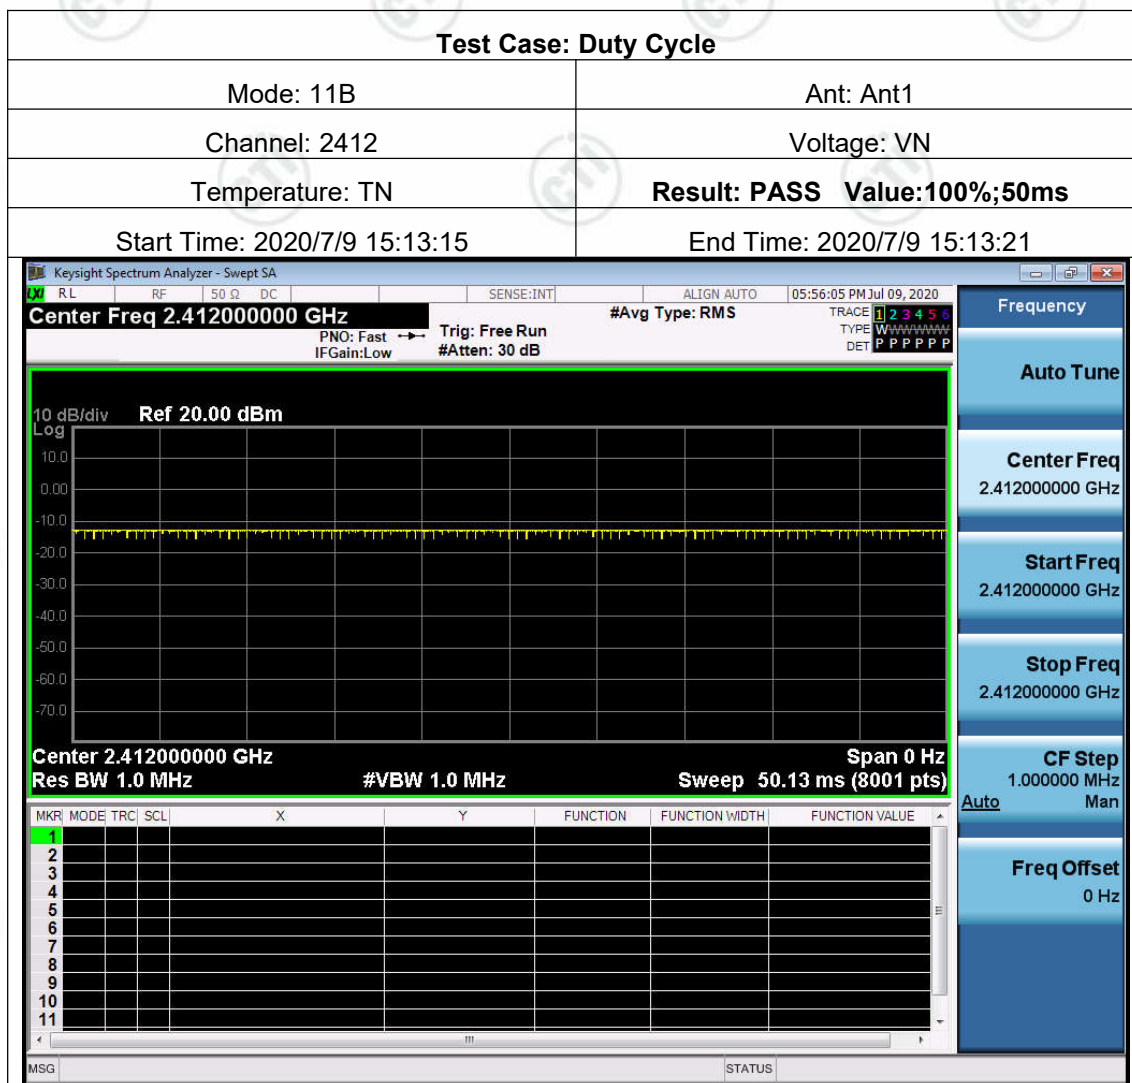 Test Case: Duty Cycle
Mode: 11B Ant: Ant1
Channel: 2412 Voltage: VN
Temperature: TN Result: PASS Value:100%;50ms
Start Time: 2020/7/9 15:13:15 End Time: 2020/7/9 15:13:21
Keysight Spectrum Analyzer - Swept SA
LXI RL RF 50 Ω DC SENSE:INT ALIGN AUTO 05:56:05 PM Jul 09, 2020
Center Freq 2.412000000 GHz
PNO: Fast
IFGain:Low
Trig: Free Run
#Atten: 30 dB
#Avg Type: RMS
TRACE 1 2 3 4 5 6
TYPE WWWWWW
DET P P P P P P
10 dB/div Ref 20.00 dBm
Log
10.0
0.00
-10.0
-20.0
-30.0
-40.0
-50.0
-60.0
-70.0
Center 2.412000000 GHz Span 0 Hz
Res BW 1.0 MHz #VBW 1.0 MHz Sweep 50.13 ms (8001 pts)
MKR MODE TRC SCL X Y FUNCTION FUNCTION WIDTH FUNCTION VALUE
1
2
3
4
5
6
7
8
9
10
11
MSG STATUS
Frequency
Auto Tune
Center Freq
2.412000000 GHz
Start Freq
2.412000000 GHz
Stop Freq
2.412000000 GHz
CF Step
1.000000 MHz
Auto Man
Freq Offset
0 Hz
CTI
CTI
CTI